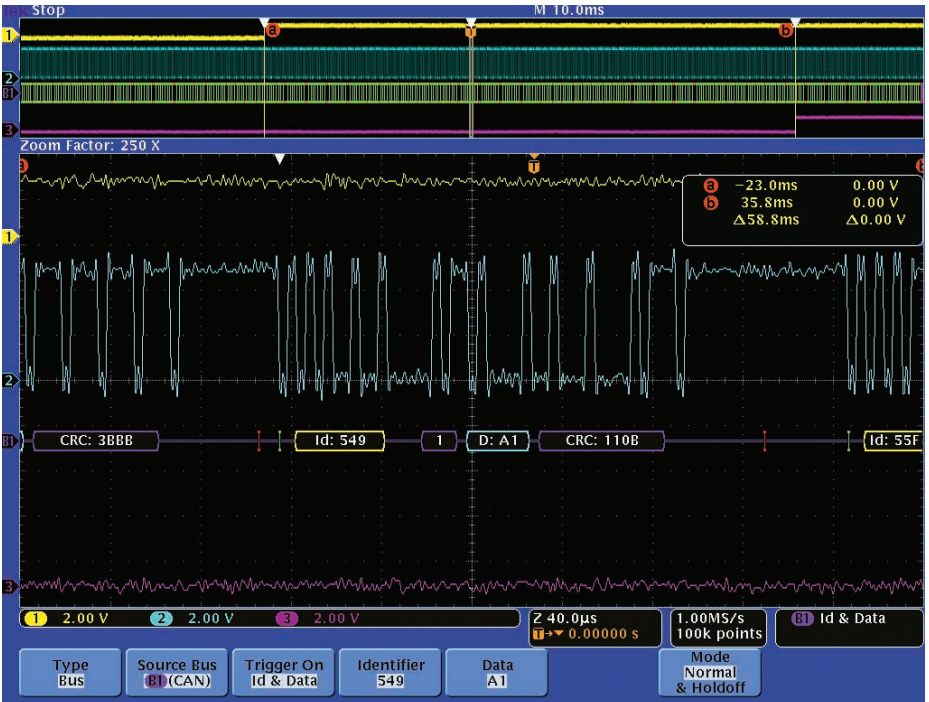 Tek Stop M 10.0ms
1
a
T
b
2
B1
3
Zoom Factor: 250 X
a T b
a −23.0ms 0.00 V
b 35.8ms 0.00 V
Δ58.8ms Δ0.00 V
1
2
B1 CRC: 3BBB Id: 549 1 D: A1 CRC: 110B Id: 55F
3
1 2.00 V 2 2.00 V 3 2.00 V Z 40.0µs 1.00MS/s B1 Id & Data
T→▼ 0.00000 s 100k points
Type Source Bus Trigger On Identifier Data Mode
Bus B1 (CAN) Id & Data 549 A1 Normal
& Holdoff